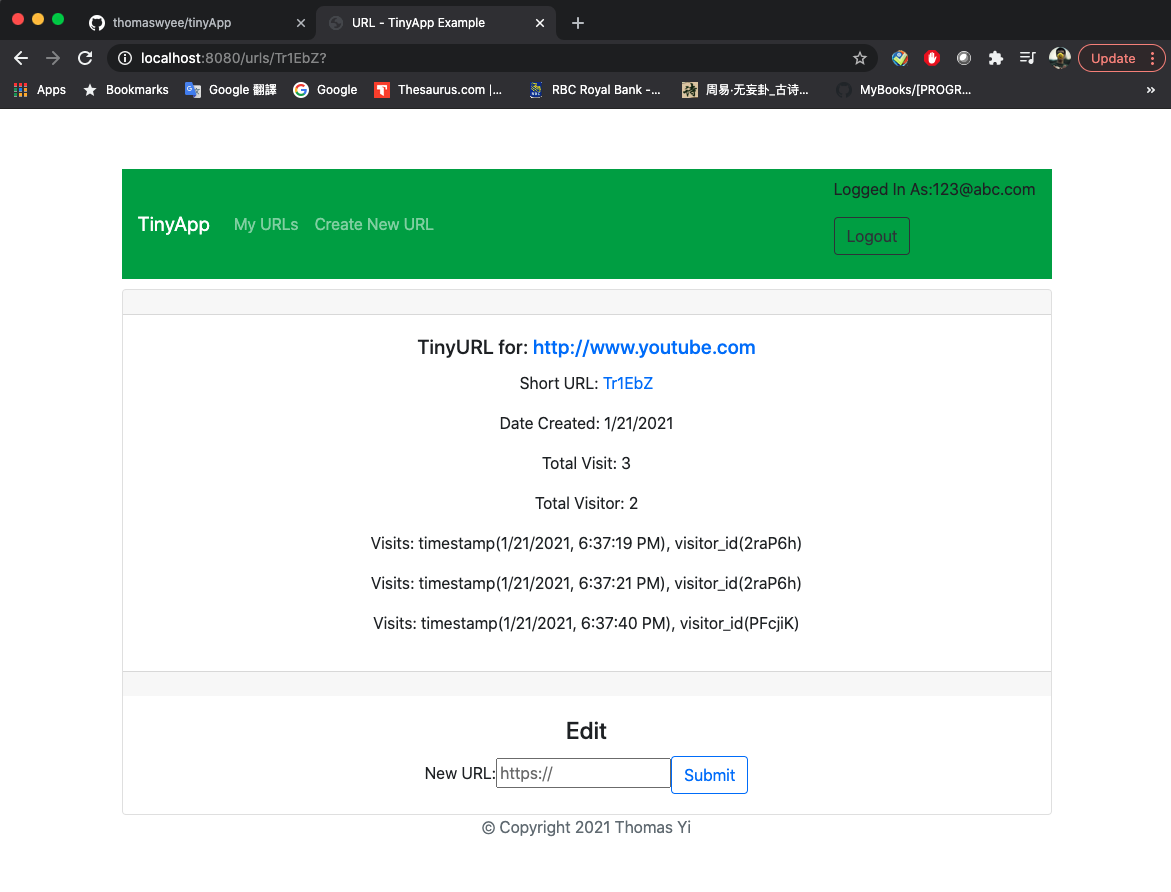 thomaswyee/tinyApp
URL - TinyApp Example
localhost:8080/urls/Tr1EbZ?
Update
Apps
Bookmarks
Google 翻譯
Google
Thesaurus.com |...
RBC Royal Bank -...
周易·无妄卦_古诗...
MyBooks/[PROGR...
»
TinyApp
My URLs
Create New URL
Logged In As:123@abc.com
Logout
TinyURL for: http://www.youtube.com
Short URL: Tr1EbZ
Date Created: 1/21/2021
Total Visit: 3
Total Visitor: 2
Visits: timestamp(1/21/2021, 6:37:19 PM), visitor_id(2raP6h)
Visits: timestamp(1/21/2021, 6:37:21 PM), visitor_id(2raP6h)
Visits: timestamp(1/21/2021, 6:37:40 PM), visitor_id(PFcjiK)
Edit
New URL: https:// Submit
© Copyright 2021 Thomas Yi